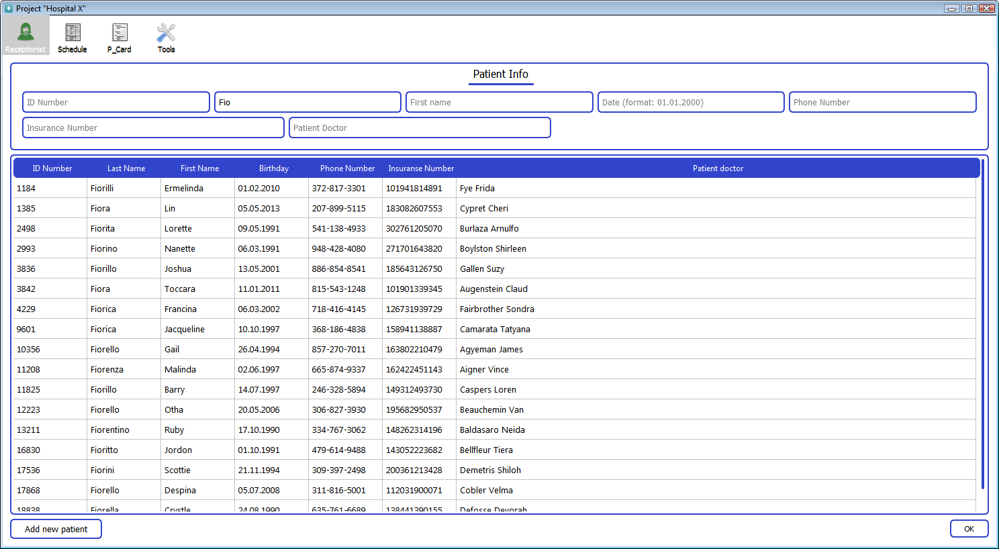 Project "Hospital X"
Receptionist Schedule P_Card Tools
Patient Info
ID Number Fio First name Date (format: 01.01.2000) Phone Number
Insurance Number Patient Doctor
ID Number Last Name First Name Birthday Phone Number Insuranse Number Patient doctor
1184 Fiorilli Ermelinda 01.02.2010 372-817-3301 101941814891 Fye Frida
1385 Fiora Lin 05.05.2013 207-899-5115 183082607553 Cypret Cheri
2498 Fiorita Lorette 09.05.1991 541-138-4933 302761205070 Burlaza Arnulfo
2993 Fiorino Nanette 06.03.1991 948-428-4080 271701643820 Boylston Shirleen
3836 Fiorillo Joshua 13.05.2001 886-854-8541 185643126750 Gallen Suzy
3842 Fiora Toccara 11.01.2011 815-543-1248 101901339345 Augenstein Claud
4229 Fiorica Francina 06.03.2002 718-416-4145 126731939729 Fairbrother Sondra
9601 Fiorica Jacqueline 10.10.1997 368-186-4838 158941138887 Camarata Tatyana
10356 Fiorello Gail 26.04.1994 857-270-7011 163802210479 Agyeman James
11208 Fiorenza Malinda 02.06.1997 665-874-9337 162422451143 Aigner Vince
11825 Fiorillo Barry 14.07.1997 246-328-5894 149312493730 Caspers Loren
12223 Fiorello Otha 20.05.2006 306-827-3930 195682950537 Beauchemin Van
13211 Fiorentino Ruby 17.10.1990 334-767-3062 148262314196 Baldasaro Neida
16830 Fioritto Jordon 01.10.1991 479-614-9488 143052223682 Bellfleur Tiera
17536 Fiorini Scottie 21.11.1994 309-397-2498 200361213428 Demetris Shiloh
17868 Fiorello Despina 05.07.2008 311-816-5001 112031900071 Cobler Velma
18838 Fiorella Crystle 24.08.1990 635-761-6689 138441390155 Defosse Devorah
Add new patient OK